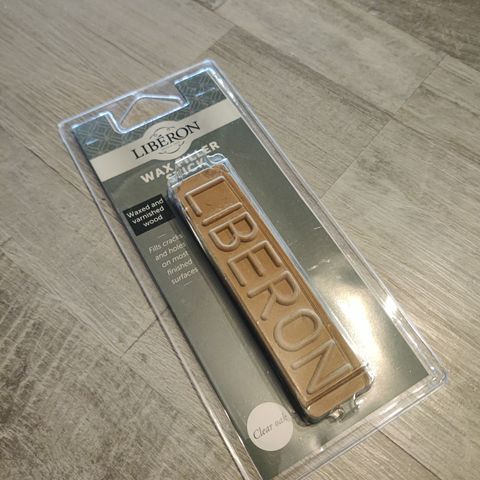 LIBERON
WAX FILLER
STICK
Waxed and
varnished
wood
Fills cracks
and holes
on most
finished
surfaces
LIBERON
Clear oak